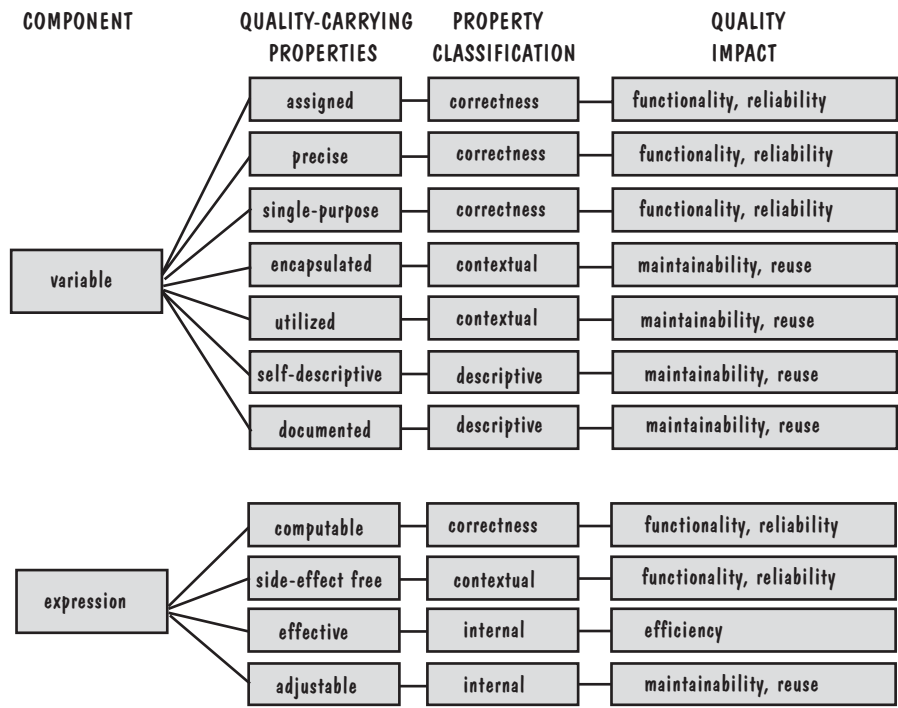 COMPONENT QUALITY-CARRYING PROPERTIES PROPERTY CLASSIFICATION QUALITY IMPACT
variable
assigned correctness functionality, reliability
precise correctness functionality, reliability
single-purpose correctness functionality, reliability
encapsulated contextual maintainability, reuse
utilized contextual maintainability, reuse
self-descriptive descriptive maintainability, reuse
documented descriptive maintainability, reuse
expression
computable correctness functionality, reliability
side-effect free contextual functionality, reliability
effective internal efficiency
adjustable internal maintainability, reuse